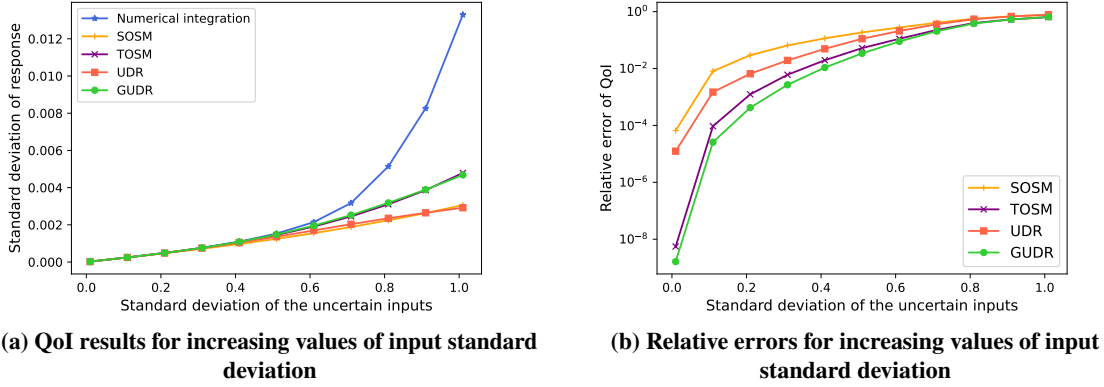 Numerical integration
SOSM
TOSM
UDR
GUDR
Standard deviation of response
0.012
0.010
0.008
0.006
0.004
0.002
0.000
0.0 0.2 0.4 0.6 0.8 1.0
Standard deviation of the uncertain inputs
(a) QoI results for increasing values of input standard
deviation
Relative error of QoI
10⁰
10⁻²
10⁻⁴
10⁻⁶
10⁻⁸
SOSM
TOSM
UDR
GUDR
0.0 0.2 0.4 0.6 0.8 1.0
Standard deviation of the uncertain inputs
(b) Relative errors for increasing values of input
standard deviation